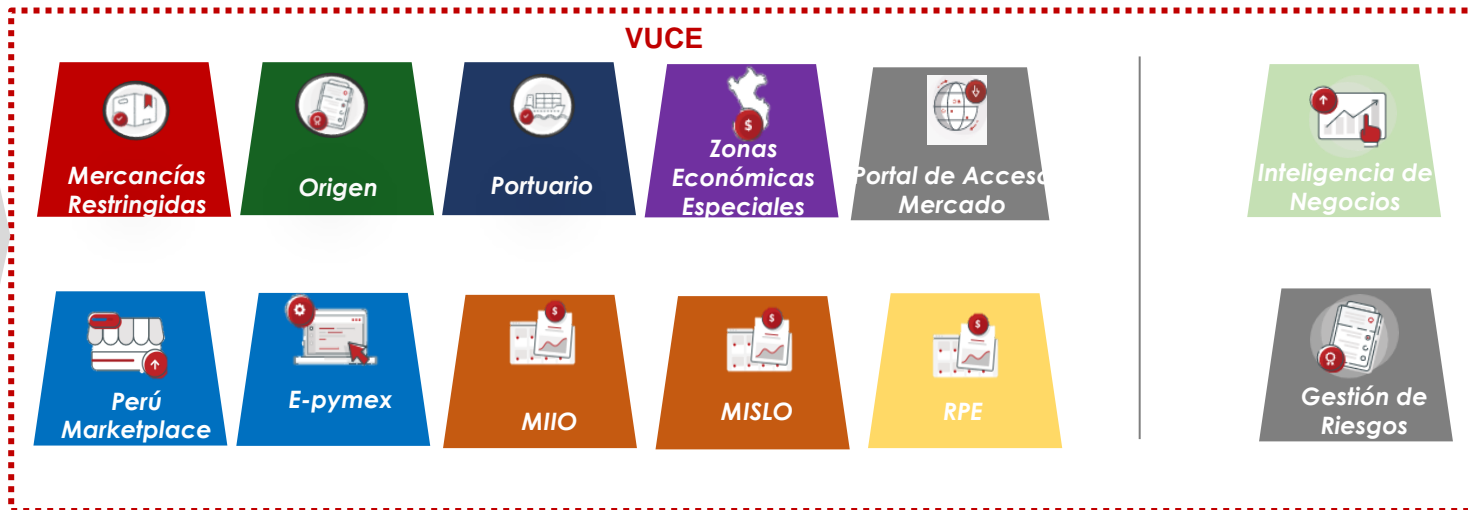 VUCE
Mercancías
Restringidas
Origen
Portuario
$
Zonas
Económicas
Especiales
Portal de Acceso
Mercado
Inteligencia de
Negocios
Perú
Marketplace
E-pymex
$
MIIO
$
MISLO
$
RPE
Gestión de
Riesgos